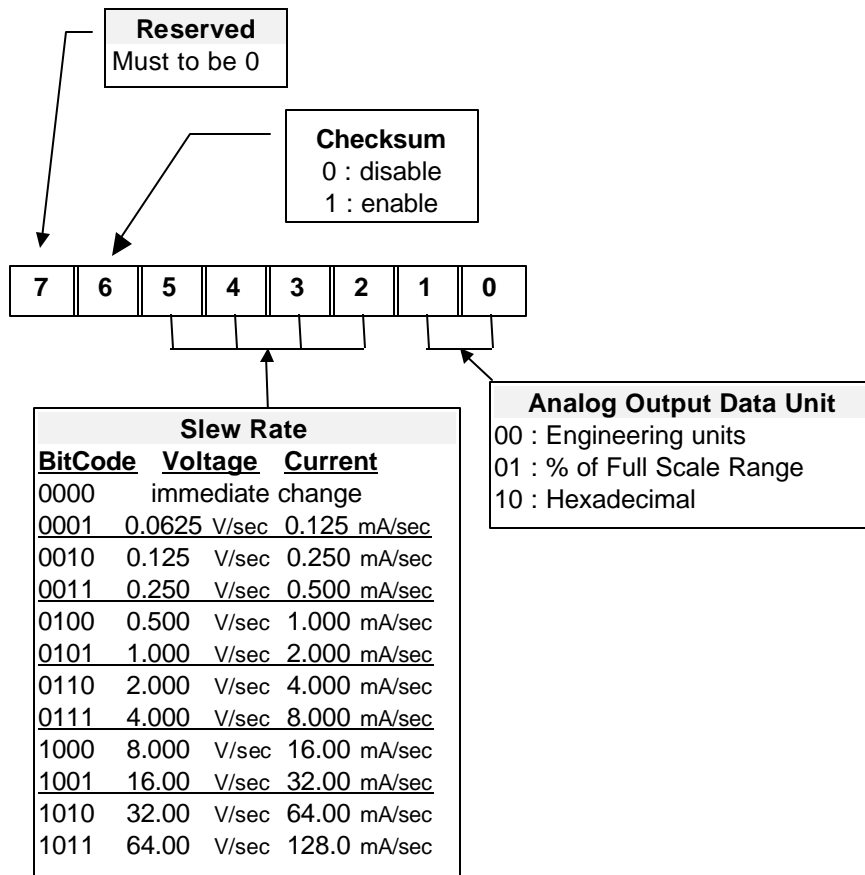 Reserved
Must to be 0
Checksum
0 : disable
1 : enable
7 6 5 4 3 2 1 0
Slew Rate
BitCode Voltage Current
0000 immediate change
0001 0.0625 V/sec 0.125 mA/sec
0010 0.125 V/sec 0.250 mA/sec
0011 0.250 V/sec 0.500 mA/sec
0100 0.500 V/sec 1.000 mA/sec
0101 1.000 V/sec 2.000 mA/sec
0110 2.000 V/sec 4.000 mA/sec
0111 4.000 V/sec 8.000 mA/sec
1000 8.000 V/sec 16.00 mA/sec
1001 16.00 V/sec 32.00 mA/sec
1010 32.00 V/sec 64.00 mA/sec
1011 64.00 V/sec 128.0 mA/sec
Analog Output Data Unit
00 : Engineering units
01 : % of Full Scale Range
10 : Hexadecimal